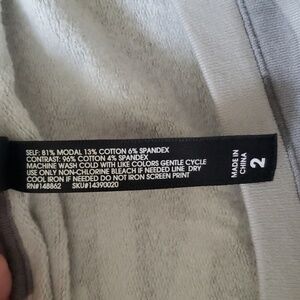 SELF: 81% MODAL 13% COTTON 6% SPANDEX
CONTRAST: 96% COTTON 4% SPANDEX
MACHINE WASH COLD WITH LIKE COLORS GENTLE CYCLE
USE ONLY NON-CHLORINE BLEACH IF NEEDED LINE DRY
COOL IRON IF NEEDED DO NOT IRON SCREEN PRINT
RN#148862 SKU#14390020
MADE IN
CHINA
2